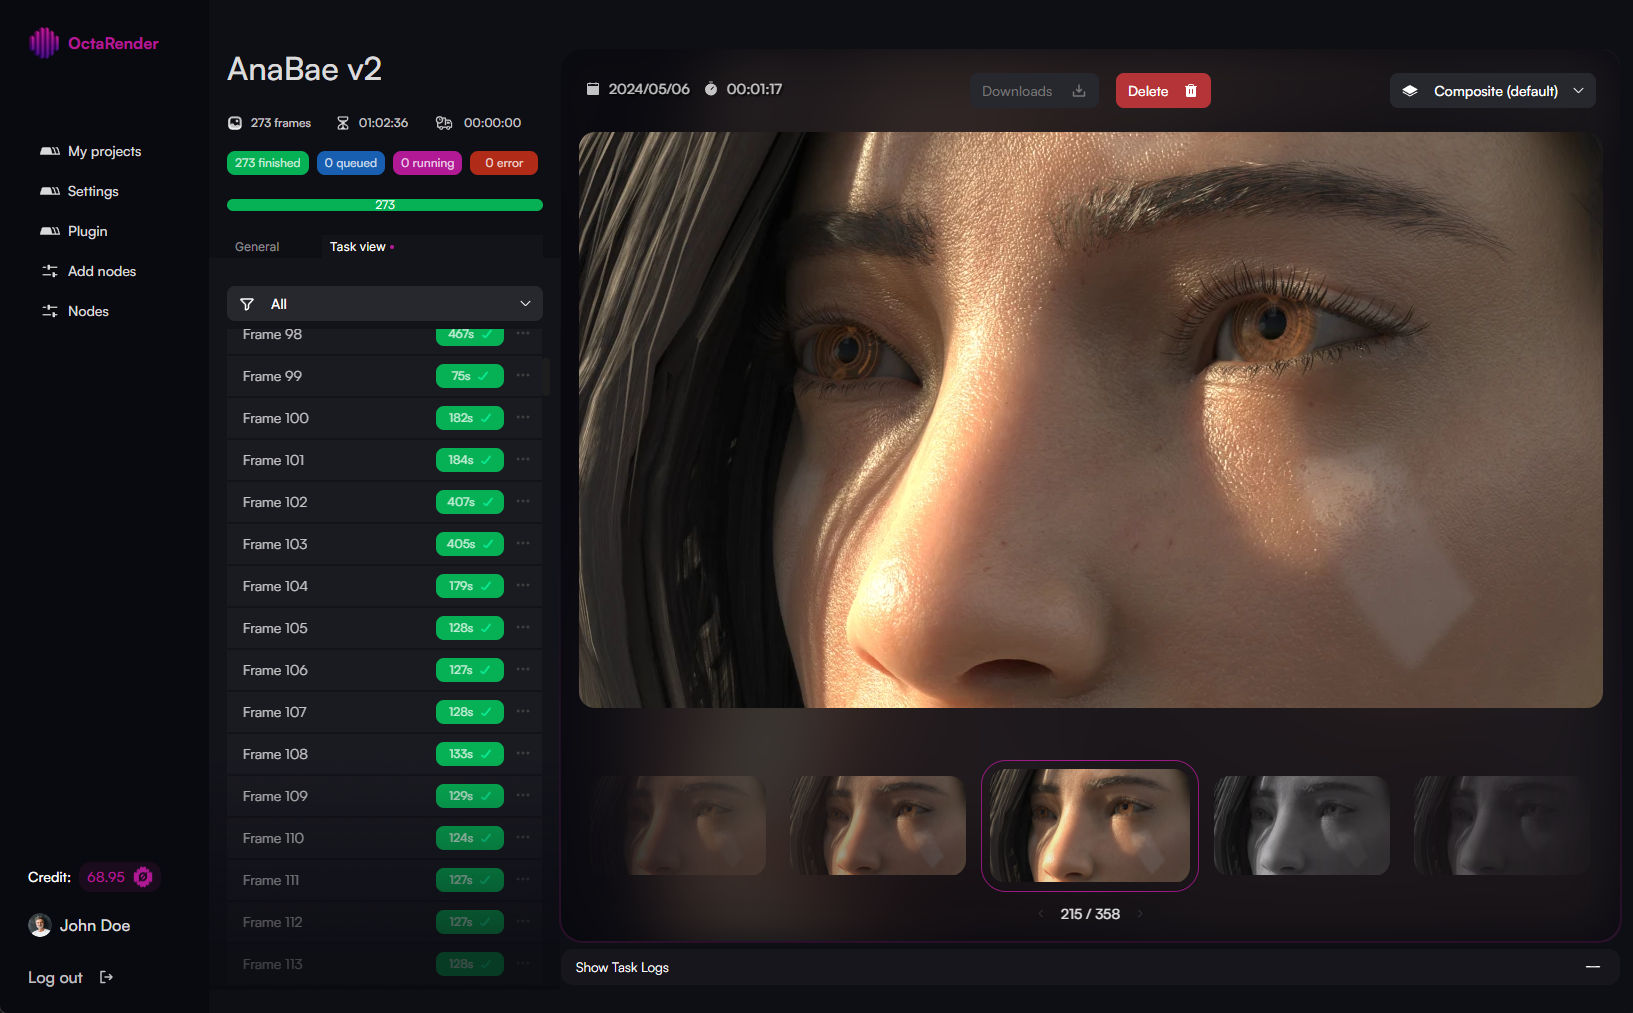 OctaRender
My projects
Settings
Plugin
Add nodes
Nodes
Credit: 68.95
John Doe
Log out
AnaBae v2
273 frames 01:02:36 00:00:00
273 finished 0 queued 0 running 0 error
273
General Task view
All
Frame 98 467s
Frame 99 75s
Frame 100 182s
Frame 101 184s
Frame 102 407s
Frame 103 405s
Frame 104 179s
Frame 105 128s
Frame 106 127s
Frame 107 128s
Frame 108 133s
Frame 109 129s
Frame 110 124s
Frame 111 127s
Frame 112 127s
Frame 113 128s
2024/05/06 00:01:17 Downloads Delete Composite (default)
215 / 358
Show Task Logs